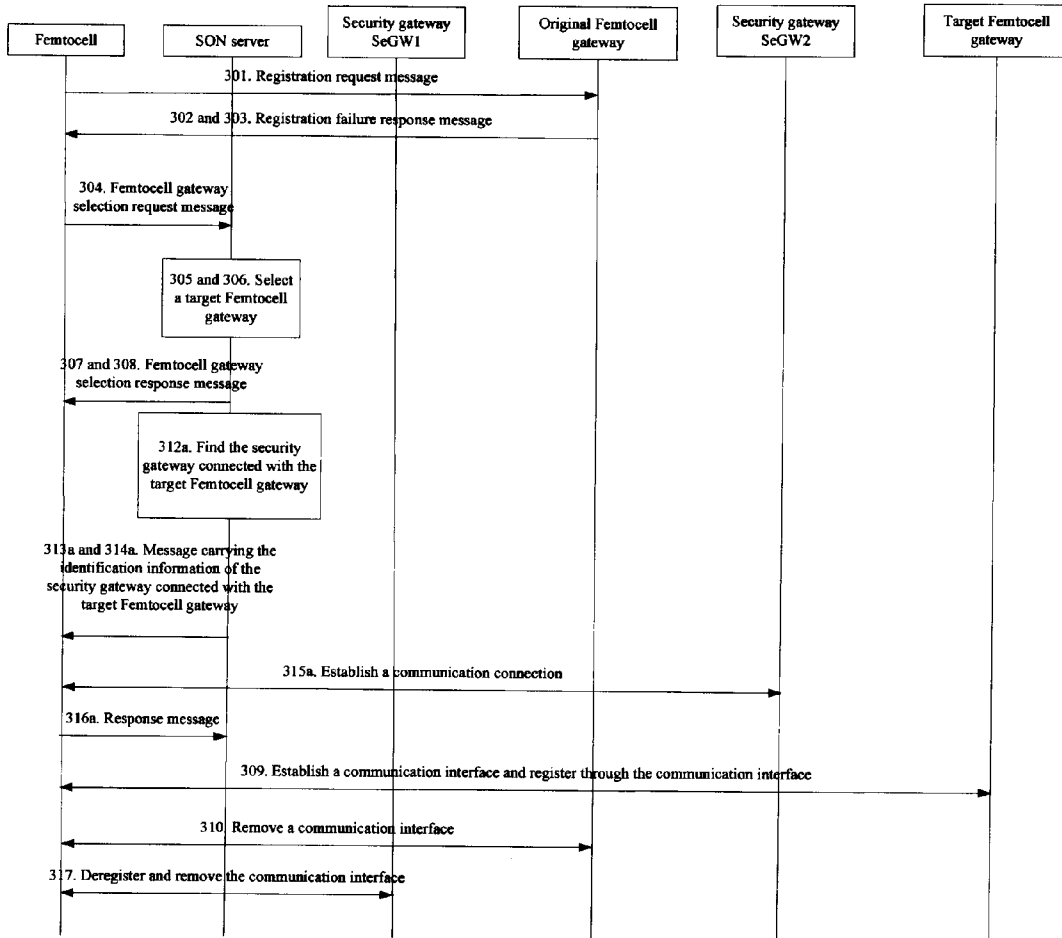 Femtocell
SON server
Security gateway
SeGW1
Original Femtocell
gateway
Security gateway
SeGW2
Target Femtocell
gateway
301. Registration request message
302 and 303. Registration failure response message
304. Femtocell gateway
selection request message
305 and 306. Select
a target Femtocell
gateway
307 and 308. Femtocell gateway
selection response message
312a. Find the security
gateway connected with the
target Femtocell gateway
313a and 314a. Message carrying the
identification information of the
security gateway connected with the
target Femtocell gateway
315a. Establish a communication connection
316a. Response message
309. Establish a communication interface and register through the communication interface
310. Remove a communication interface
317. Deregister and remove the communication interface